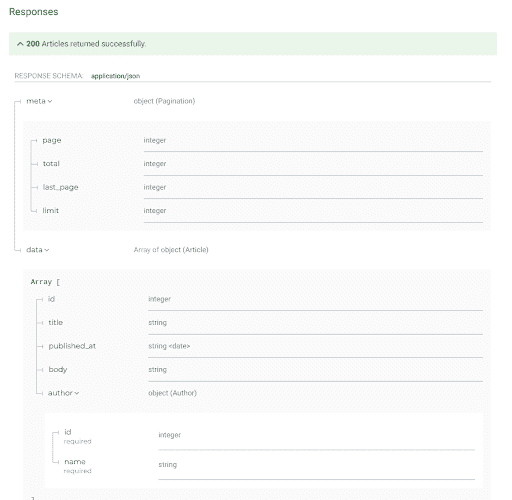 Responses
200 Articles returned successfully.
RESPONSE SCHEMA: application/json
meta object (Pagination)
page integer
total integer
last_page integer
limit integer
data Array of object (Article)
Array [
id integer
title string
published_at string <date>
body string
author object (Author)
id integer
required
name string
required
]